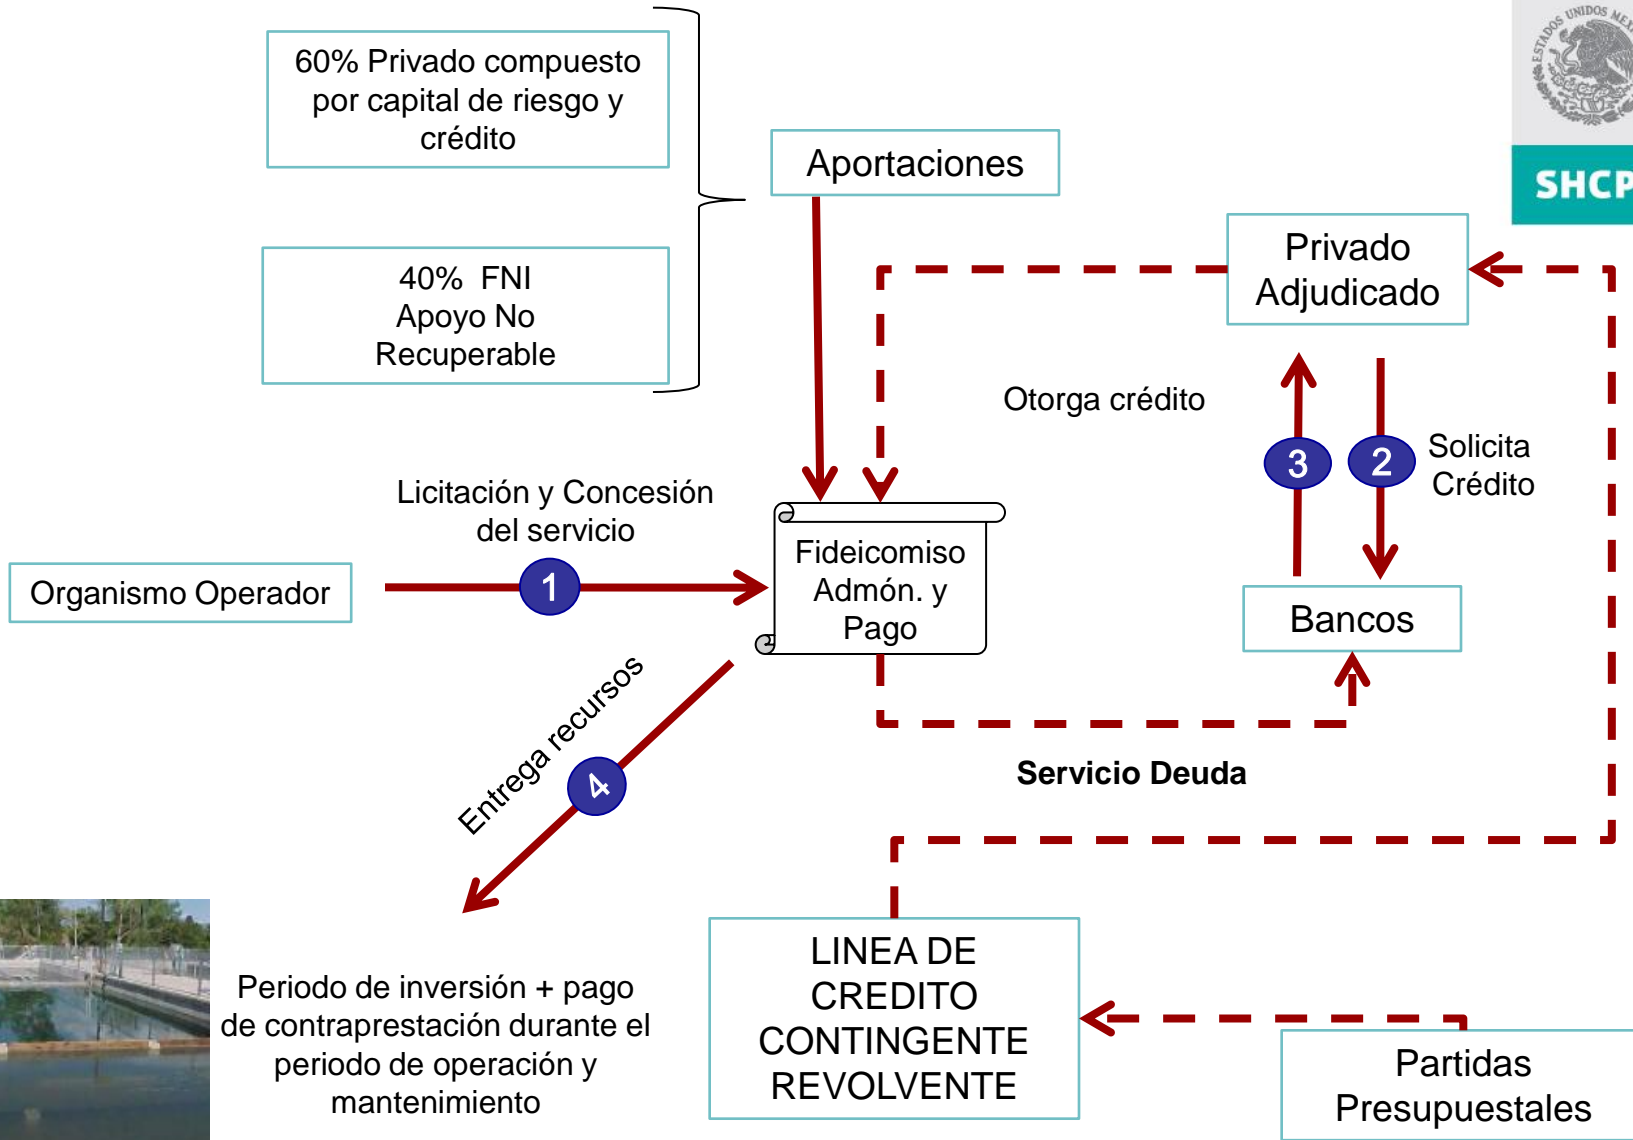 60% Privado compuesto
por capital de riesgo y
crédito
Aportaciones
ESTADOS UNIDOS MEX
SHCP
40% FNI
Apoyo No
Recuperable
Privado
Adjudicado
Otorga crédito
3
2
Solicita
Crédito
Licitación y Concesión
del servicio
Organismo Operador
1
Fideicomiso
Admón. y
Pago
Bancos
Entrega recursos
4
Servicio Deuda
Periodo de inversión + pago
de contraprestación durante el
periodo de operación y
mantenimiento
LINEA DE
CREDITO
CONTINGENTE
REVOLVENTE
Partidas
Presupuestales